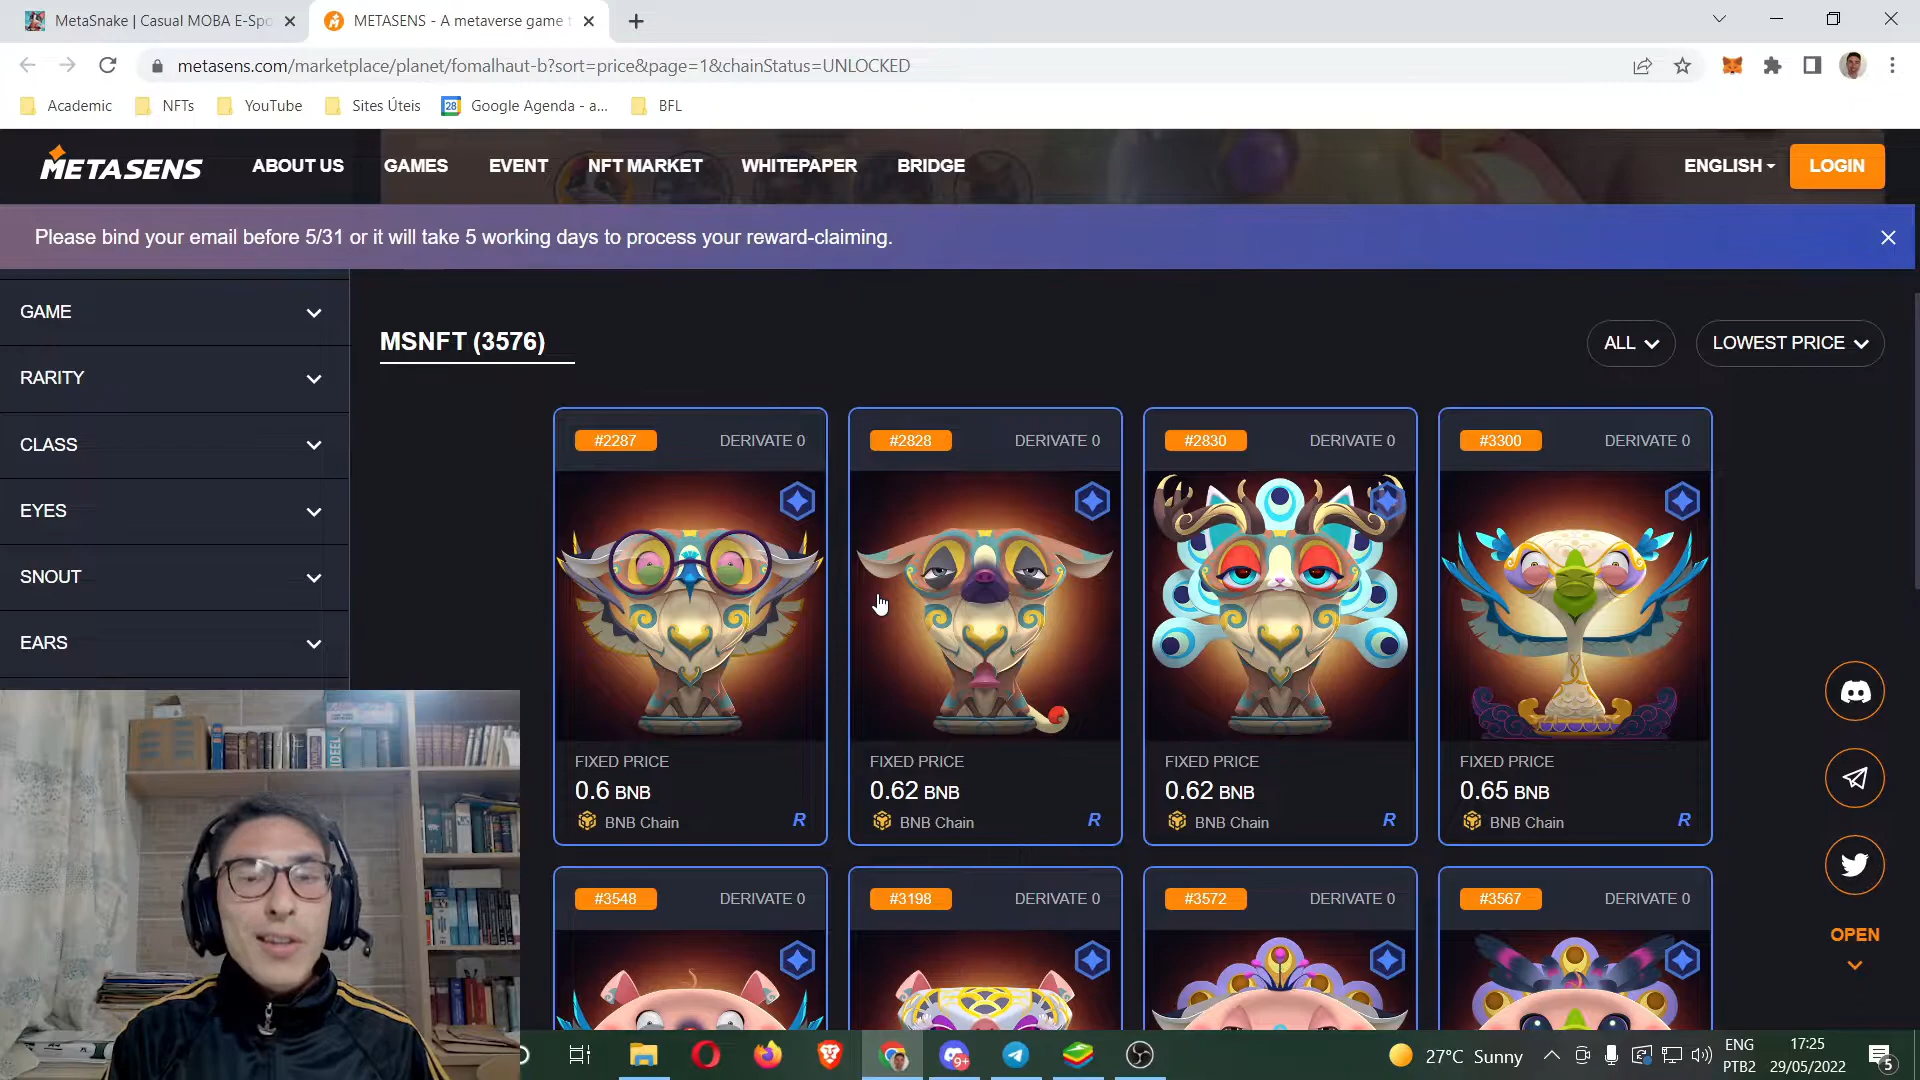 MetaSnake | Casual MOBA E-Spo
METASENS - A metaverse game
metasens.com/marketplace/planet/fomalhaut-b?sort=price&page=1&chainStatus=UNLOCKED
Academic
NFTs
YouTube
Sites Úteis
28
Google Agenda - a...
BFL
METASENS
ABOUT US
GAMES
EVENT
NFT MARKET
WHITEPAPER
BRIDGE
ENGLISH
LOGIN
Please bind your email before 5/31 or it will take 5 working days to process your reward-claiming.
GAME
RARITY
CLASS
EYES
SNOUT
EARS
MSNFT (3576)
ALL
LOWEST PRICE
#2287 DERIVATE 0
FIXED PRICE
0.6 BNB
BNB Chain R
#2828 DERIVATE 0
FIXED PRICE
0.62 BNB
BNB Chain R
#2830 DERIVATE 0
FIXED PRICE
0.62 BNB
BNB Chain R
#3300 DERIVATE 0
FIXED PRICE
0.65 BNB
BNB Chain R
#3548 DERIVATE 0
#3198 DERIVATE 0
#3572 DERIVATE 0
#3567 DERIVATE 0
OPEN
9+
27°C Sunny
ENG
PTB2
17:25
29/05/2022
5